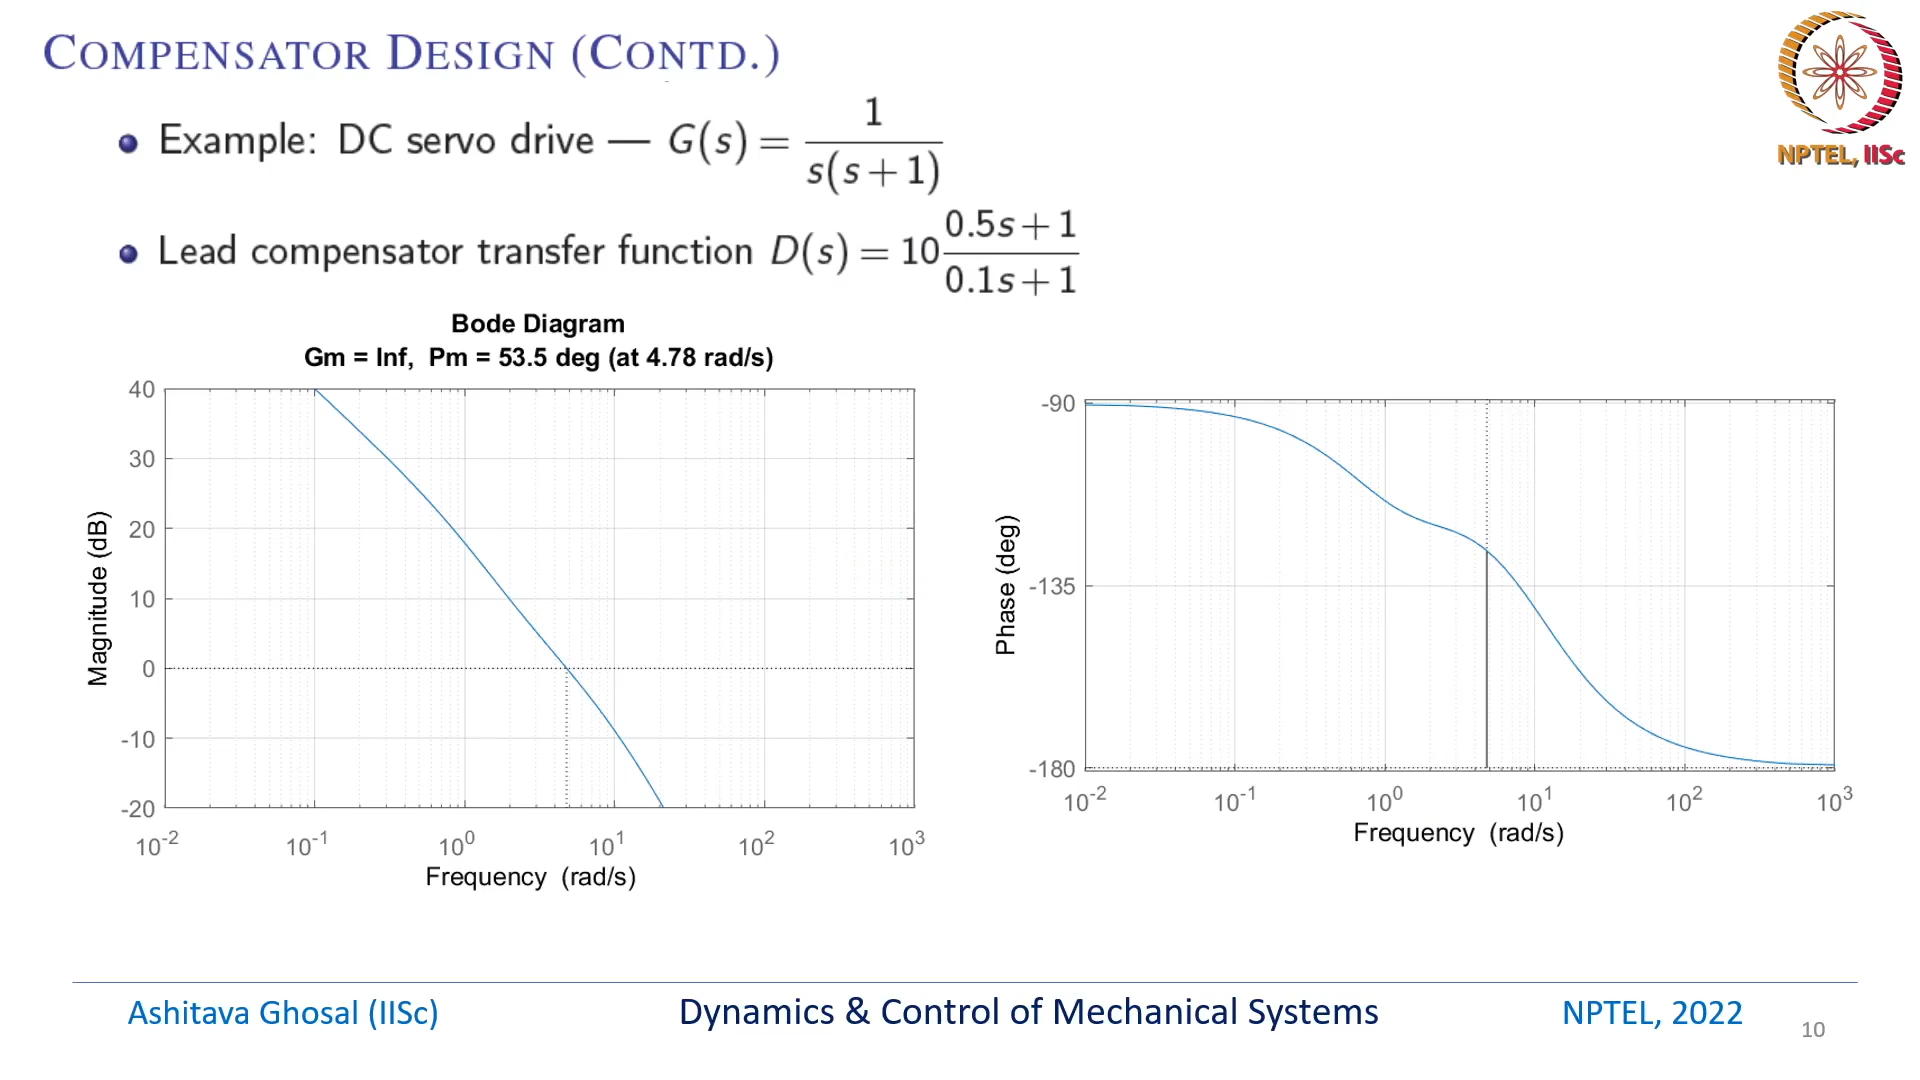 COMPENSATOR DESIGN (CONTD.)
NPTEL, IISc
Example: DC servo drive — G(s) = 1 / s(s+1)
Lead compensator transfer function D(s) = 10 0.5s+1 / 0.1s+1
Bode Diagram
Gm = Inf, Pm = 53.5 deg (at 4.78 rad/s)
Magnitude (dB)
40
30
20
10
0
-10
-20
10^-2 10^-1 10^0 10^1 10^2 10^3
Frequency (rad/s)
Phase (deg)
-90
-135
-180
10^-2 10^-1 10^0 10^1 10^2 10^3
Frequency (rad/s)
Ashitava Ghosal (IISc) Dynamics & Control of Mechanical Systems NPTEL, 2022 10